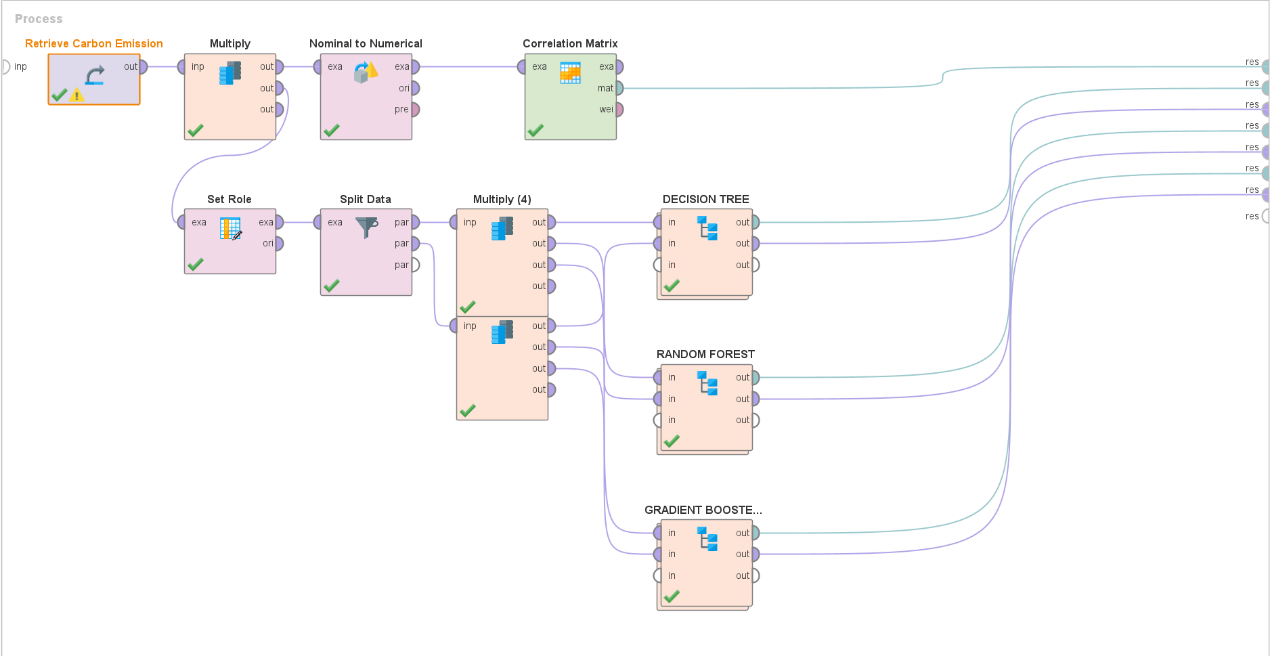 Process
Retrieve Carbon Emission
Multiply
Nominal to Numerical
Correlation Matrix
inp
out
inp
out
exa
exa
exa
exa
res
out
ori
mat
res
out
pre
wei
res
res
res
res
res
res
Set Role
Split Data
Multiply (4)
DECISION TREE
exa
exa
exa
par
inp
out
in
out
ori
par
out
in
out
par
out
in
out
out
inp
out
out
out
out
RANDOM FOREST
in
out
in
out
in
out
GRADIENT BOOSTE...
in
out
in
out
in
out